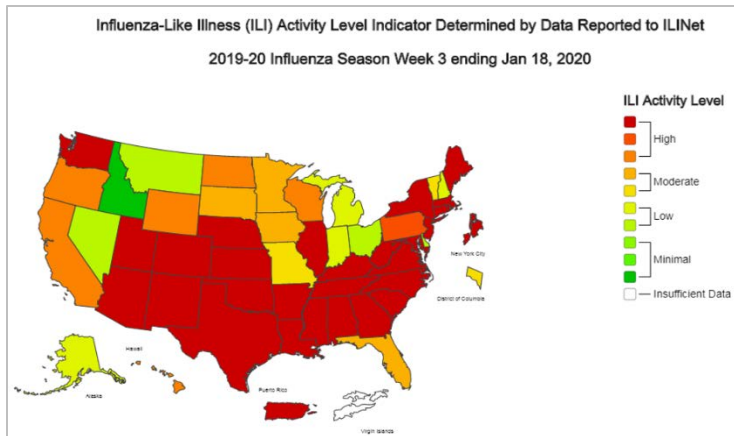 Influenza-Like Illness (ILI) Activity Level Indicator Determined by Data Reported to ILINet
2019-20 Influenza Season Week 3 ending Jan 18, 2020
ILI Activity Level
High
Moderate
Low
Minimal
Insufficient Data
New York City
District of Columbia
Hawaii
Alaska
Puerto Rico
Virgin Islands